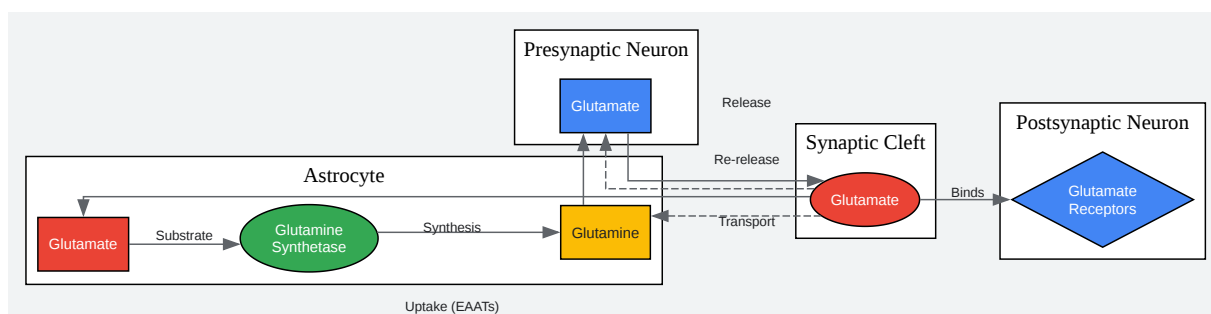 Presynaptic Neuron
Glutamate
Release
Re-release
Transport
Synaptic Cleft
Glutamate
Binds
Postsynaptic Neuron
Glutamate
Receptors
Astrocyte
Glutamate
Substrate
Glutamine
Synthetase
Synthesis
Glutamine
Uptake (EAATs)